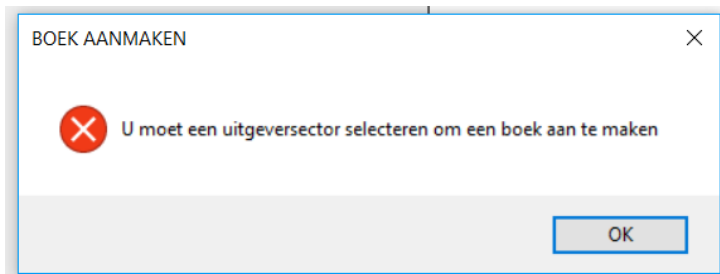 BOEK AANMAKEN
U moet een uitgeversector selecteren om een boek aan te maken
OK